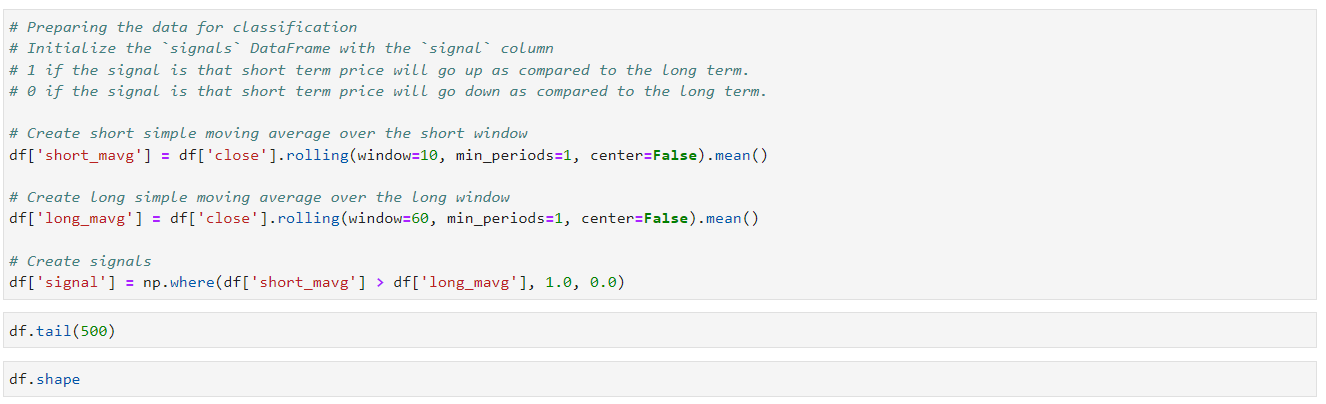 # Preparing the data for classification
# Initialize the `signals` DataFrame with the `signal` column
# 1 if the signal is that short term price will go up as compared to the long term.
# 0 if the signal is that short term price will go down as compared to the long term.
# Create short simple moving average over the short window
df['short_mavg'] = df['close'].rolling(window=10, min_periods=1, center=False).mean()
# Create long simple moving average over the long window
df['long_mavg'] = df['close'].rolling(window=60, min_periods=1, center=False).mean()
# Create signals
df['signal'] = np.where(df['short_mavg'] > df['long_mavg'], 1.0, 0.0)
df.tail(500)
df.shape